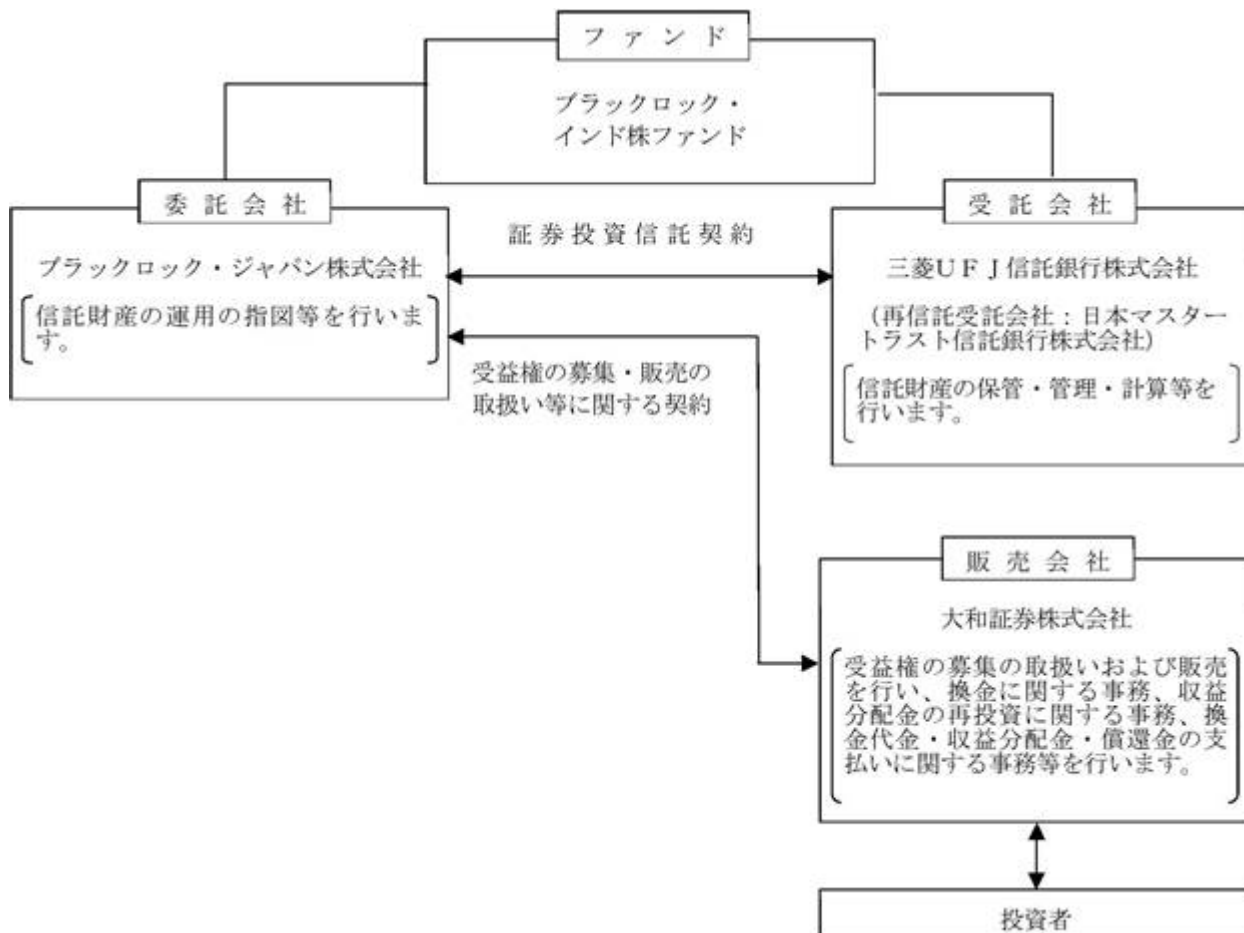 ファンド
ブラックロック・
インド株ファンド
委託会社
ブラックロック・ジャパン株式会社
信託財産の運用の指図等を行いま
す。
証券投資信託契約
受託会社
三菱UFJ信託銀行株式会社
(再信託受託会社:日本マスター
トラスト信託銀行株式会社)
信託財産の保管・管理・計算等を
行います。
受益権の募集・販売の
取扱い等に関する契約
販売会社
大和証券株式会社
受益権の募集の取扱いおよび販売
を行い、換金に関する事務、収益
分配金の再投資に関する事務、換
金代金・収益分配金・償還金の支
払いに関する事務等を行います。
投資者